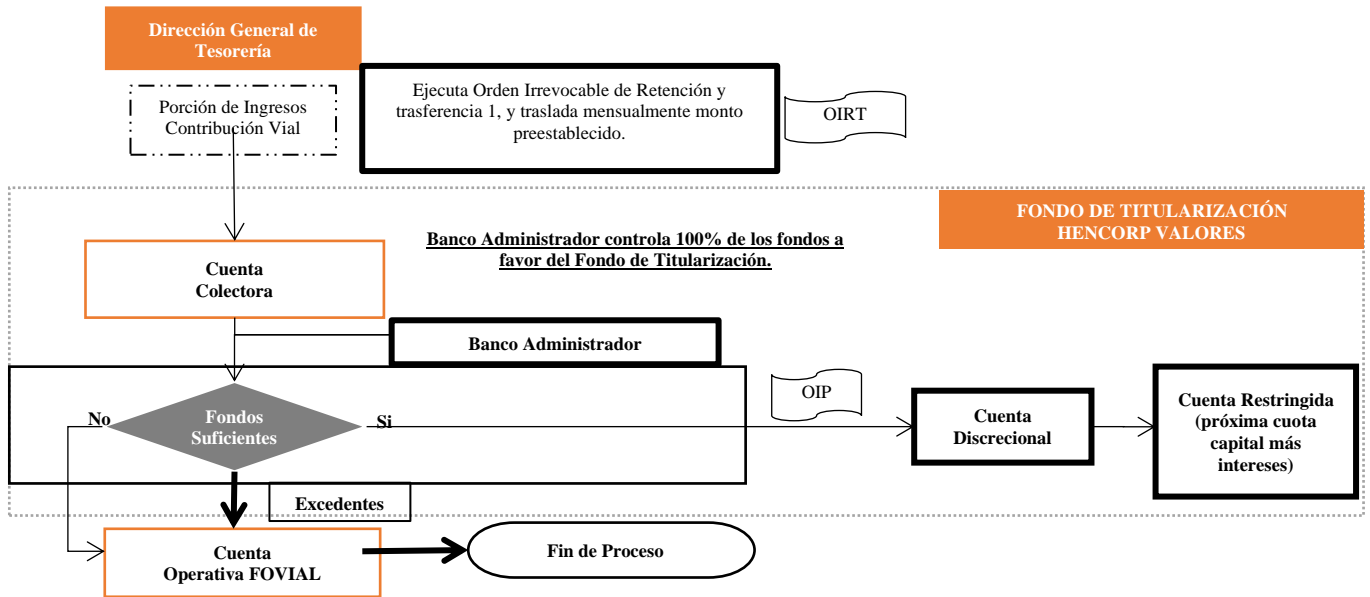 Dirección General de
Tesorería
Porción de Ingresos
Contribución Vial
Ejecuta Orden Irrevocable de Retención y
trasferencia 1, y traslada mensualmente monto
preestablecido.
OIRT
FONDO DE TITULARIZACIÓN
HENCORP VALORES
Banco Administrador controla 100% de los fondos a
favor del Fondo de Titularización.
Cuenta
Colectora
Banco Administrador
No
Fondos
Suficientes
Si
OIP
Cuenta
Discrecional
Cuenta Restringida
(próxima cuota
capital más
intereses)
Excedentes
Cuenta
Operativa FOVIAL
Fin de Proceso